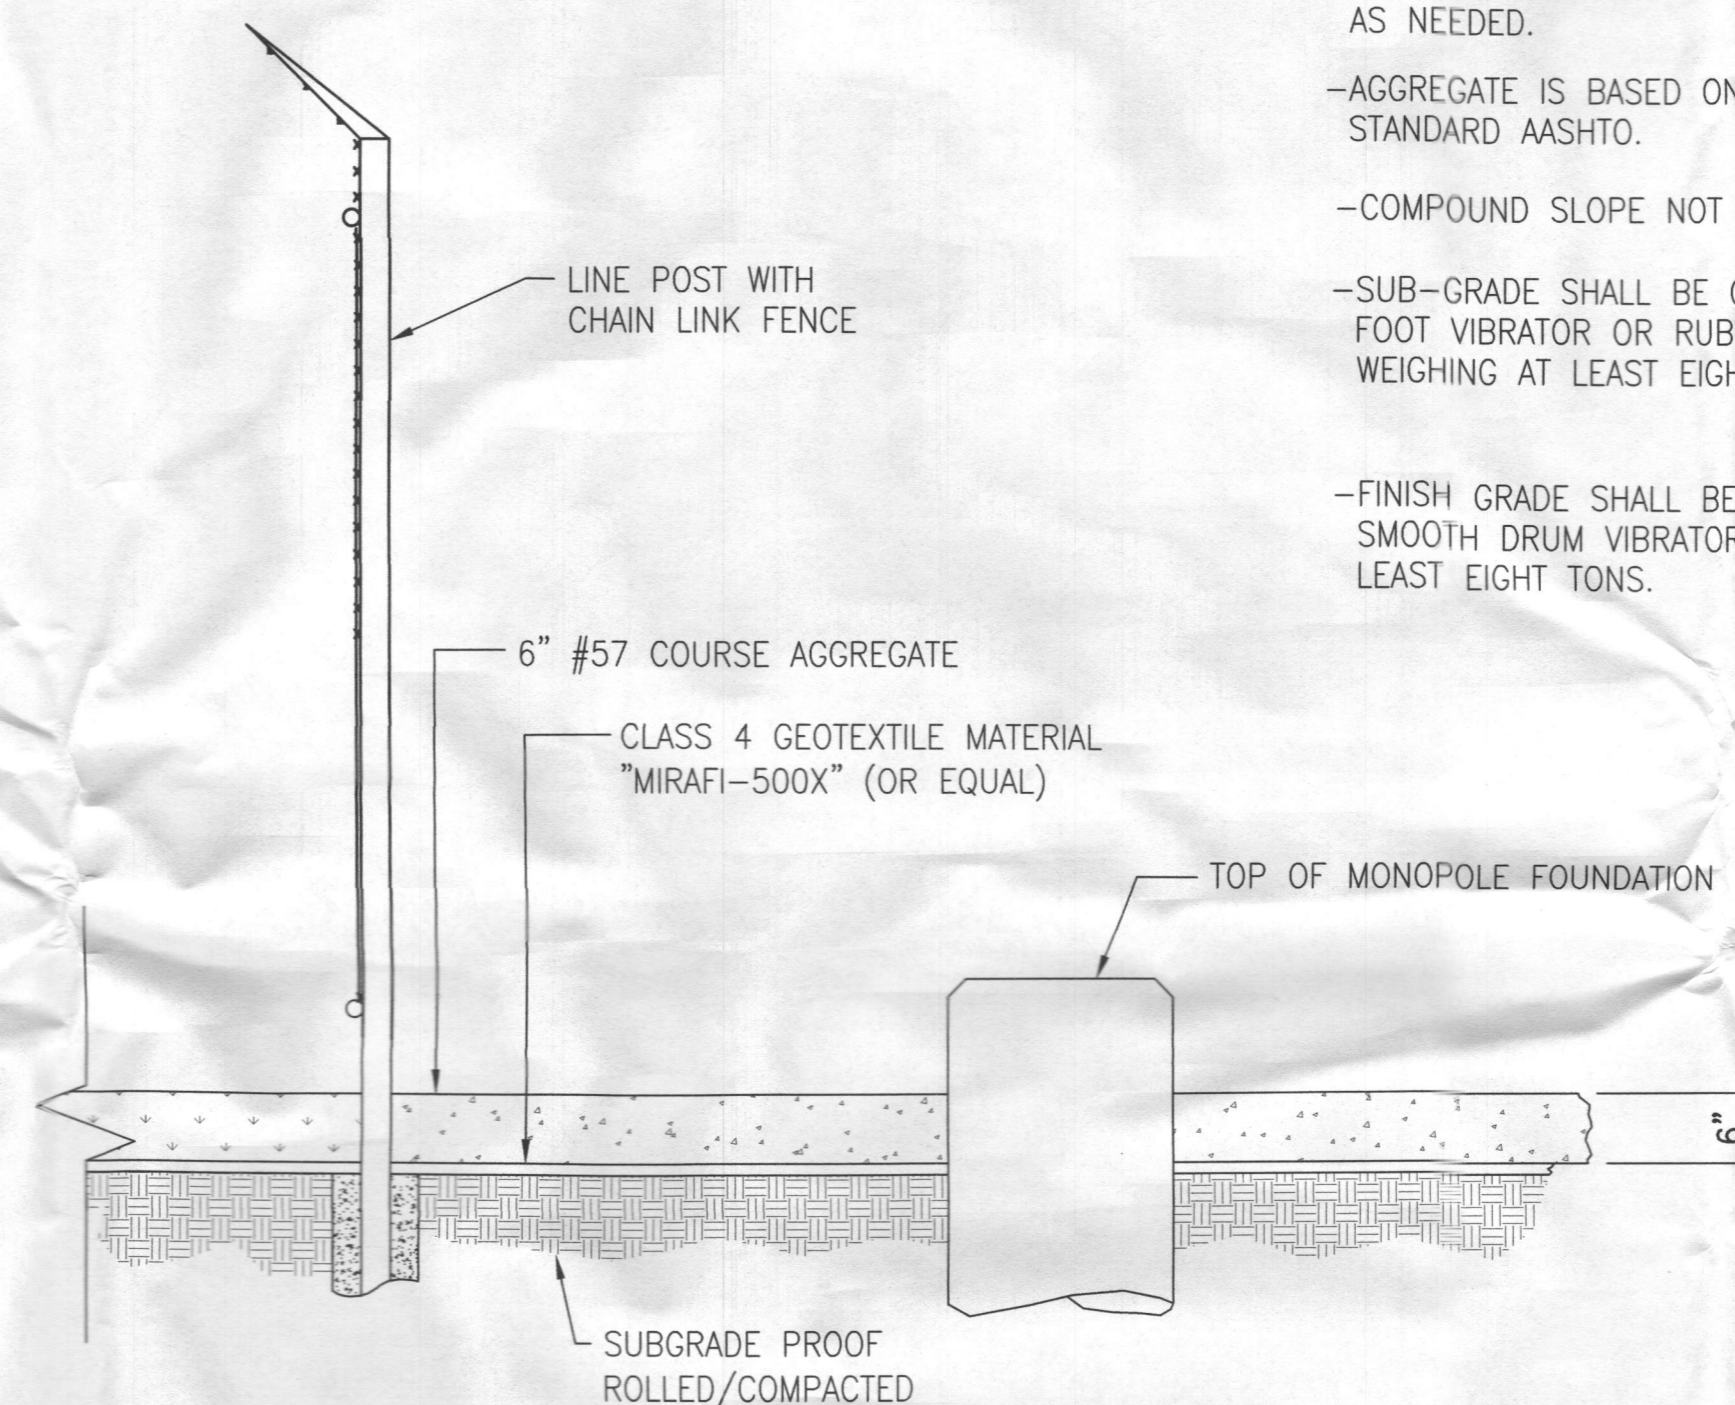 AS NEEDED.
-AGGREGATE IS BASED ON
STANDARD AASHTO.
-COMPOUND SLOPE NOT
-SUB-GRADE SHALL BE
FOOT VIBRATOR OR RUB
WEIGHING AT LEAST EIGH
-FINISH GRADE SHALL BE
SMOOTH DRUM VIBRATOR
LEAST EIGHT TONS.
LINE POST WITH
CHAIN LINK FENCE
6" #57 COURSE AGGREGATE
CLASS 4 GEOTEXTILE MATERIAL
"MIRAFI-500X" (OR EQUAL)
TOP OF MONOPOLE FOUNDATION
6"
SUBGRADE PROOF
ROLLED/COMPACTED